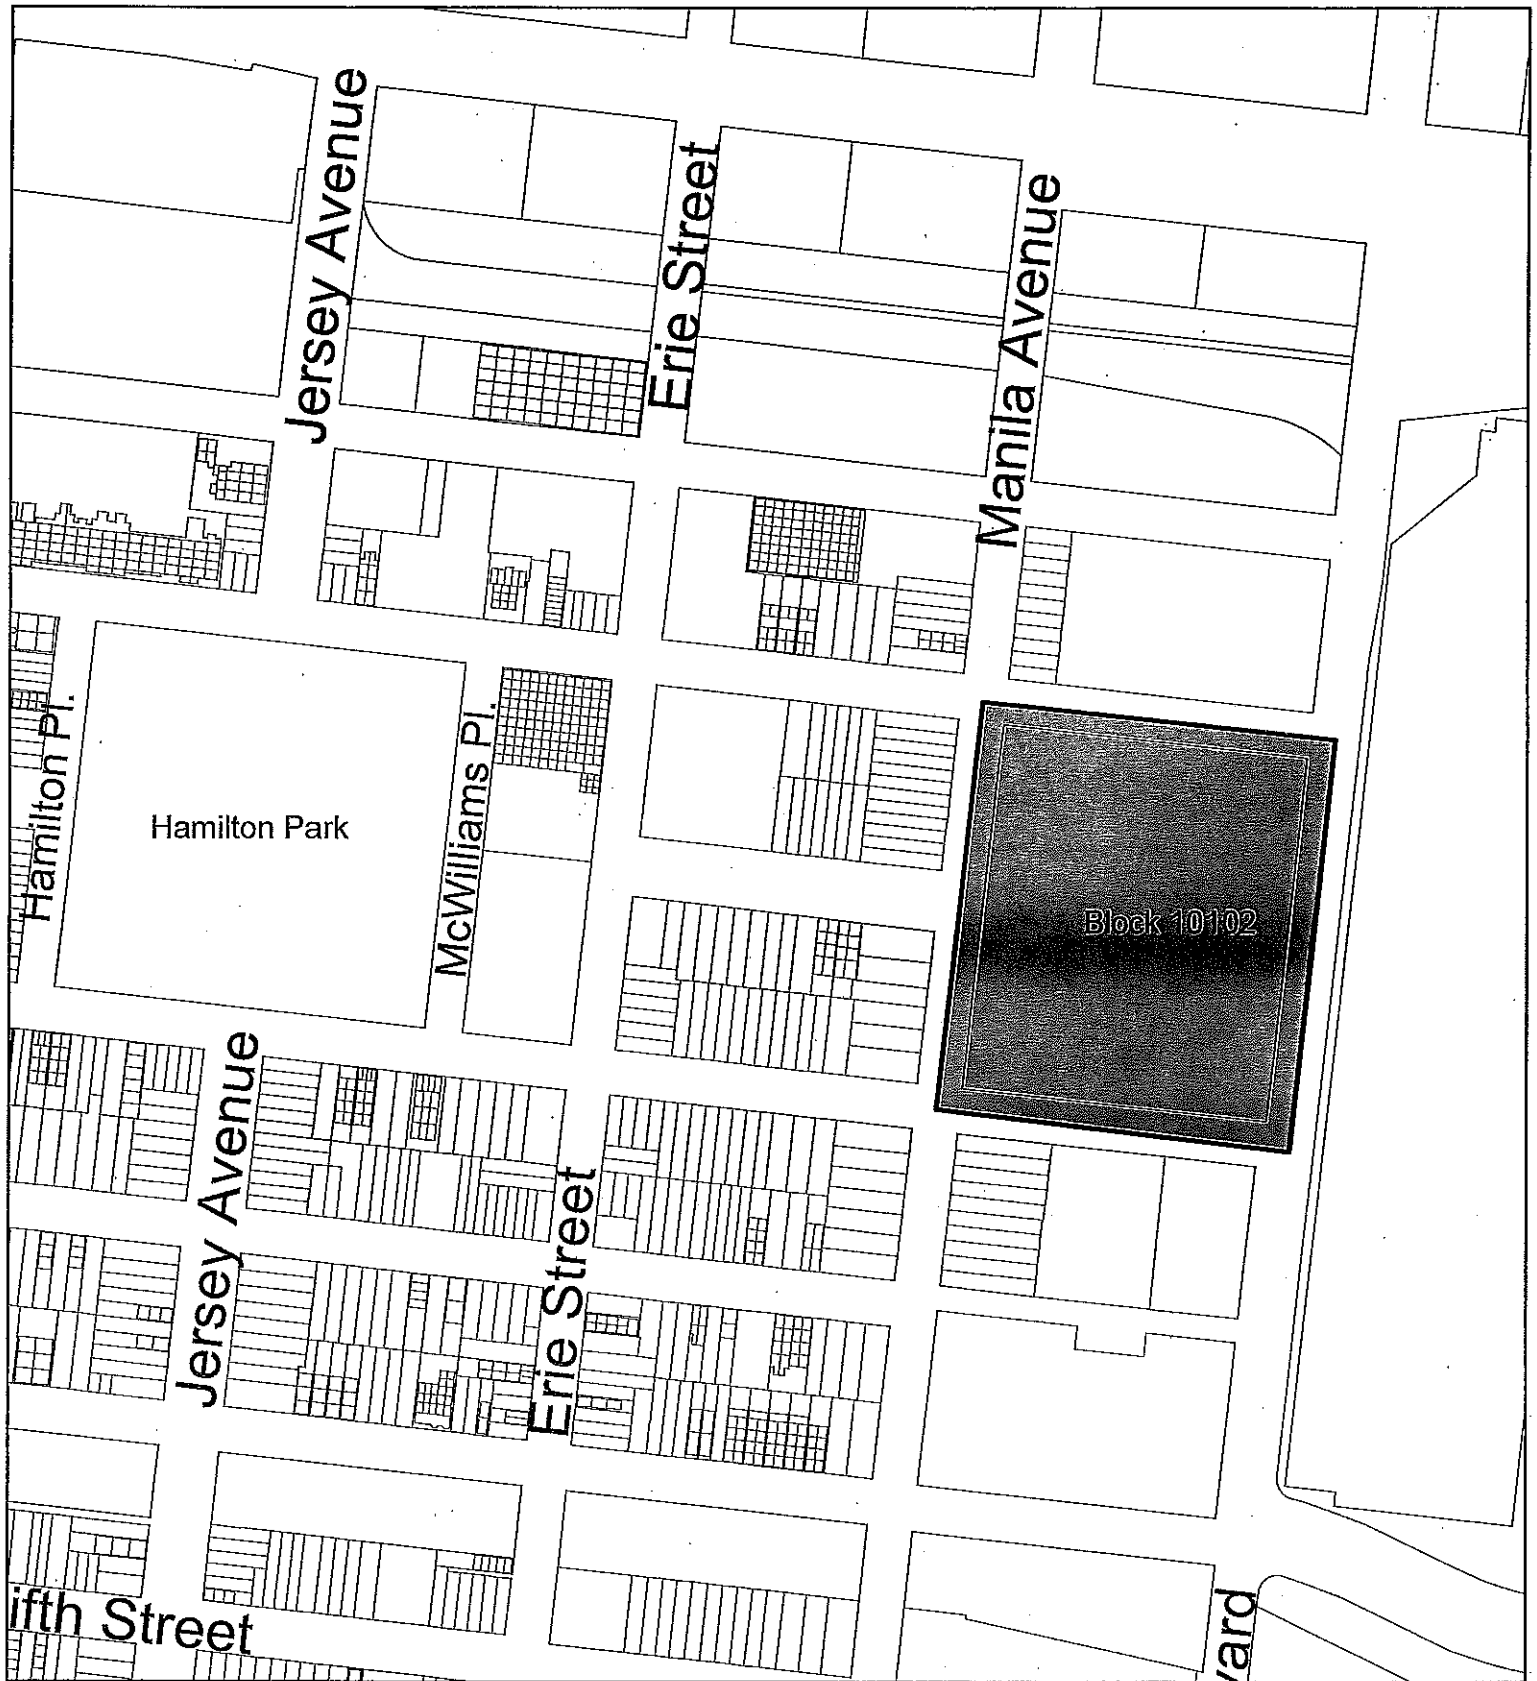 Jersey Avenue
Erie Street
Manila Avenue
Hamilton Pl.
McWilliams Pl.
Hamilton Park
Block 10102
Jersey Avenue
Erie Street
ifth Street
vard